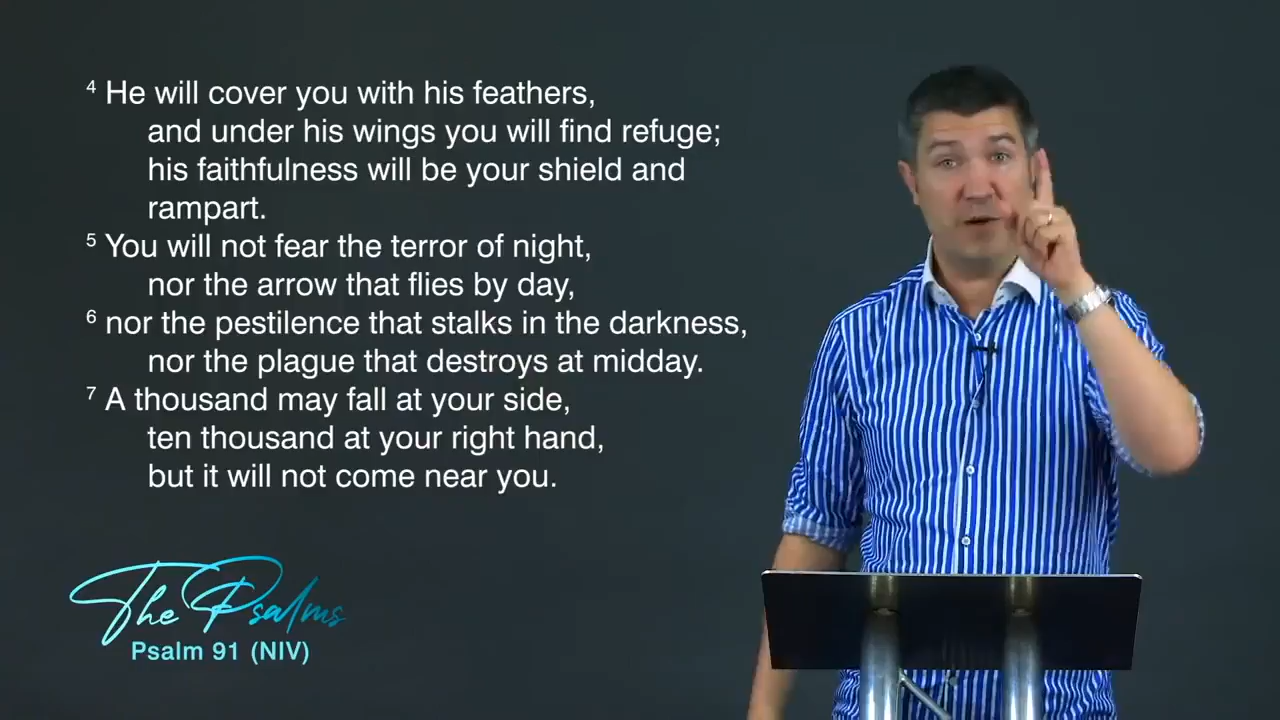 4 He will cover you with his feathers,
and under his wings you will find refuge;
his faithfulness will be your shield and
rampart.
5 You will not fear the terror of night,
nor the arrow that flies by day,
6 nor the pestilence that stalks in the darkness,
nor the plague that destroys at midday.
7 A thousand may fall at your side,
ten thousand at your right hand,
but it will not come near you.
The Psalms
Psalm 91 (NIV)